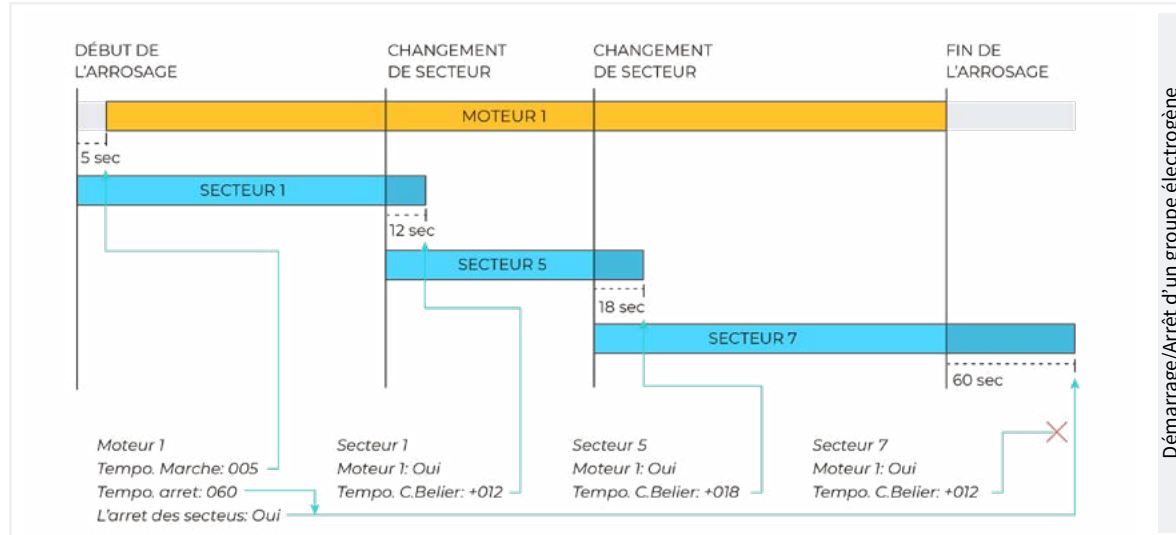 DÉBUT DE
L'ARROSAGE
CHANGEMENT
DE SECTEUR
CHANGEMENT
DE SECTEUR
FIN DE
L'ARROSAGE
MOTEUR 1
5 sec
SECTEUR 1
12 sec
SECTEUR 5
18 sec
SECTEUR 7
60 sec
Moteur 1
Tempo. Marche: 005
Tempo. arret: 060
L'arret des secteus: Oui
Secteur 1
Moteur 1: Oui
Tempo. C.Belier: +012
Secteur 5
Moteur 1: Oui
Tempo. C.Belier: +018
Secteur 7
Moteur 1: Oui
Tempo. C.Belier: +012
Démarrage/Arrêt d'un groupe électrogène